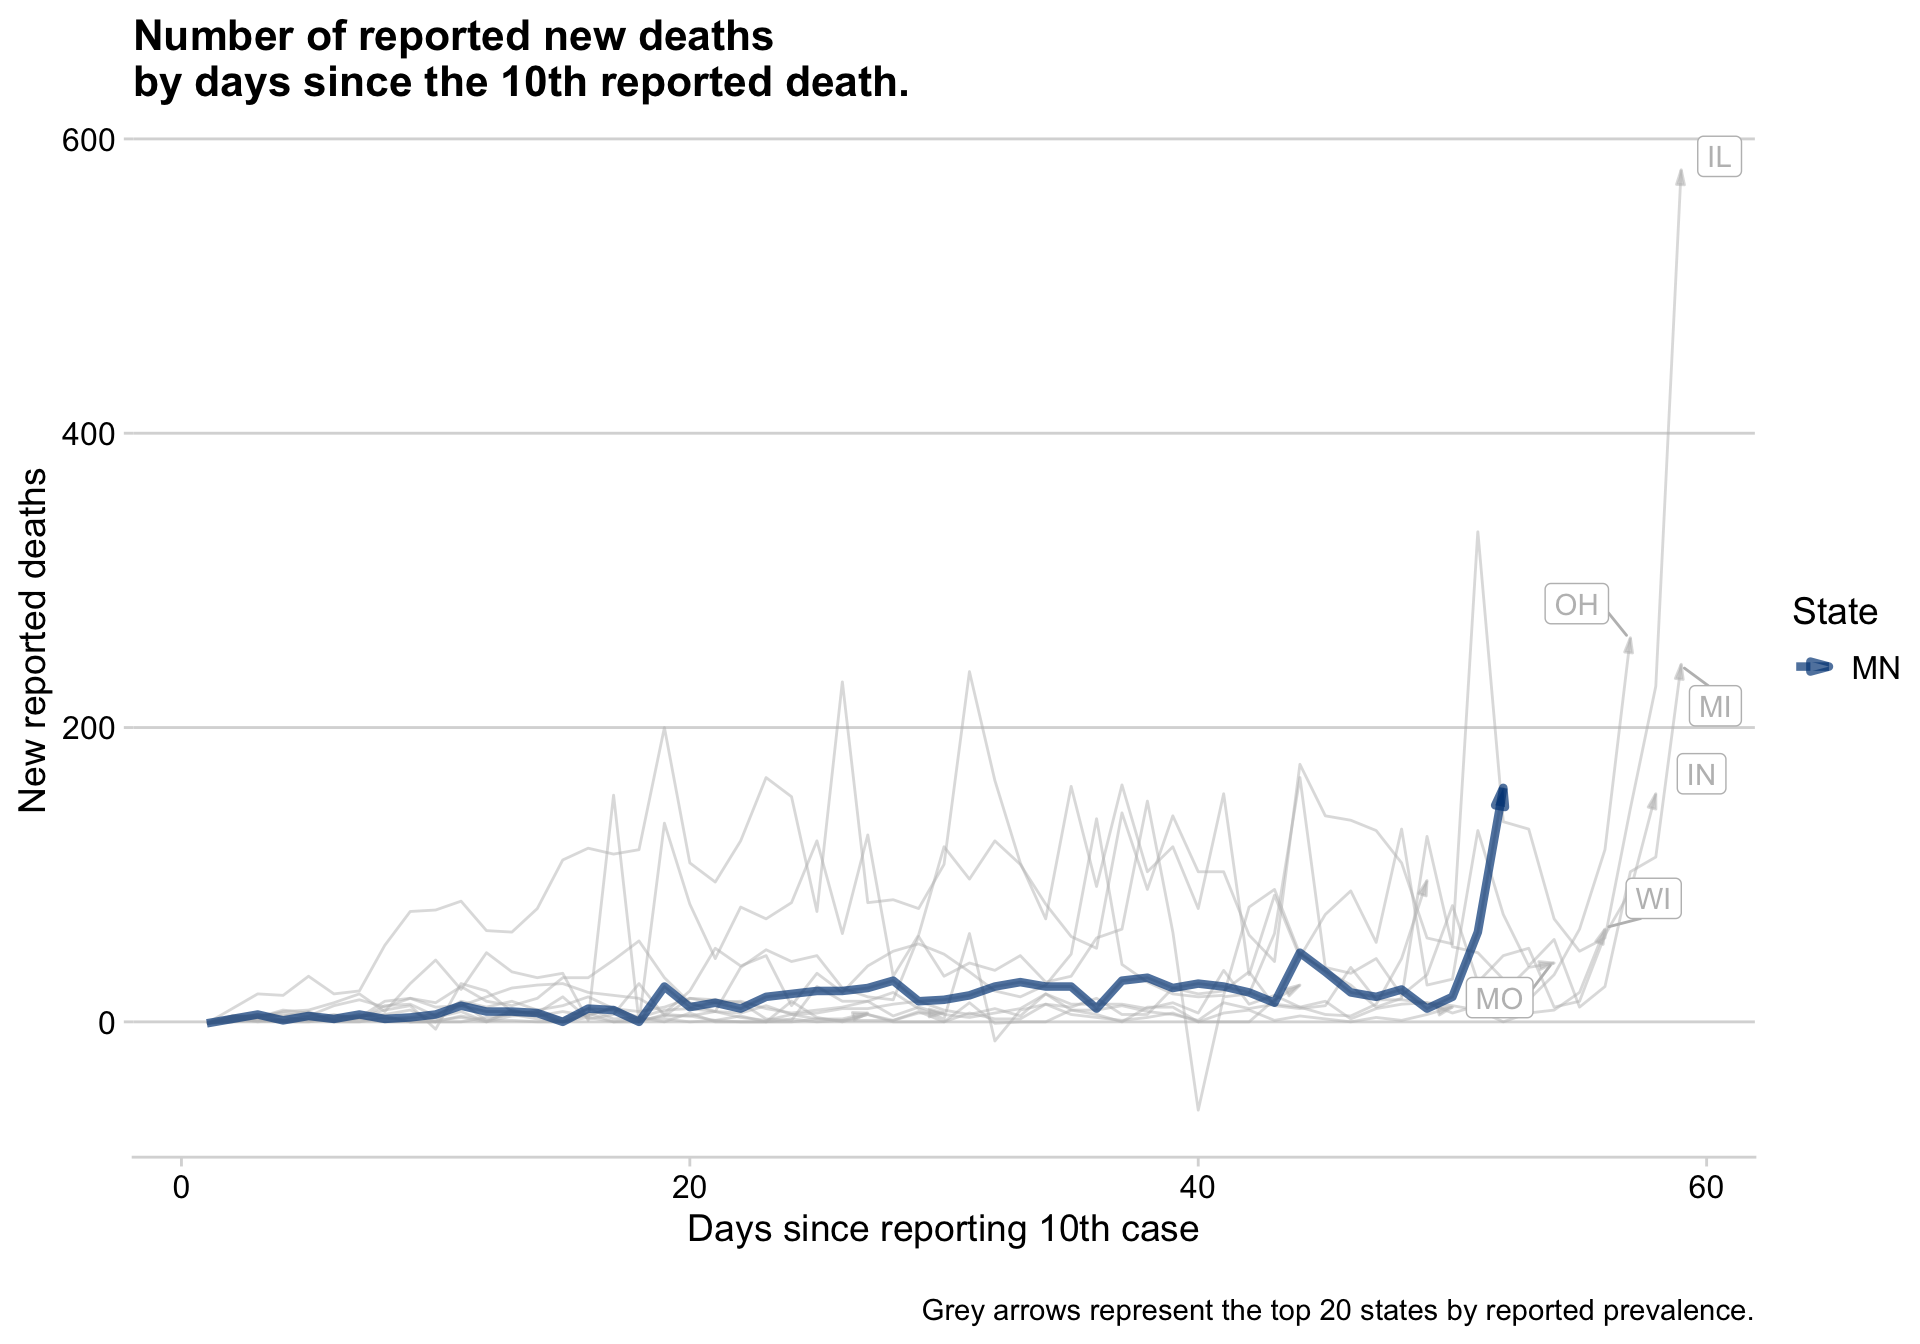 Number of reported new deaths
by days since the 10th reported death.
600
400
200
0
New reported deaths
IL
OH
MI
IN
WI
MO
State
MN
0
20
40
60
Days since reporting 10th case
Grey arrows represent the top 20 states by reported prevalence.